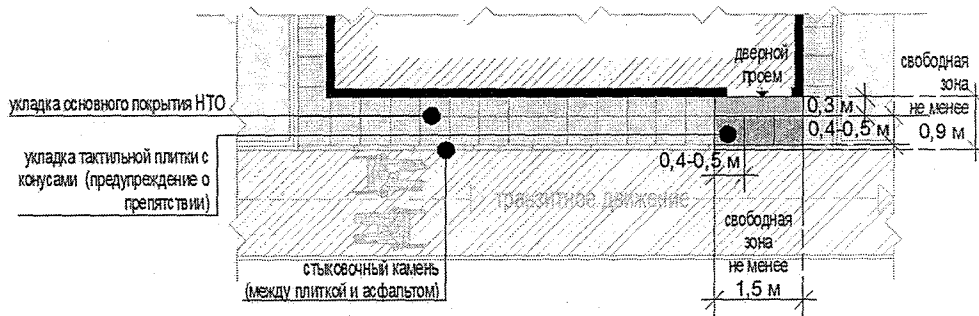 дверной
проем
свободная
зона
не менее
0,9 м
0,3 м
0,4-0,5 м
укладка основного покрытия НТО
укладка тактильной плитки с
конусами (предупреждение о
препятствии)
0,4-0,5 м
транзитное движение
свободная
зона
не менее
1,5 м
стыковочный камень
(между плиткой и асфальтом)